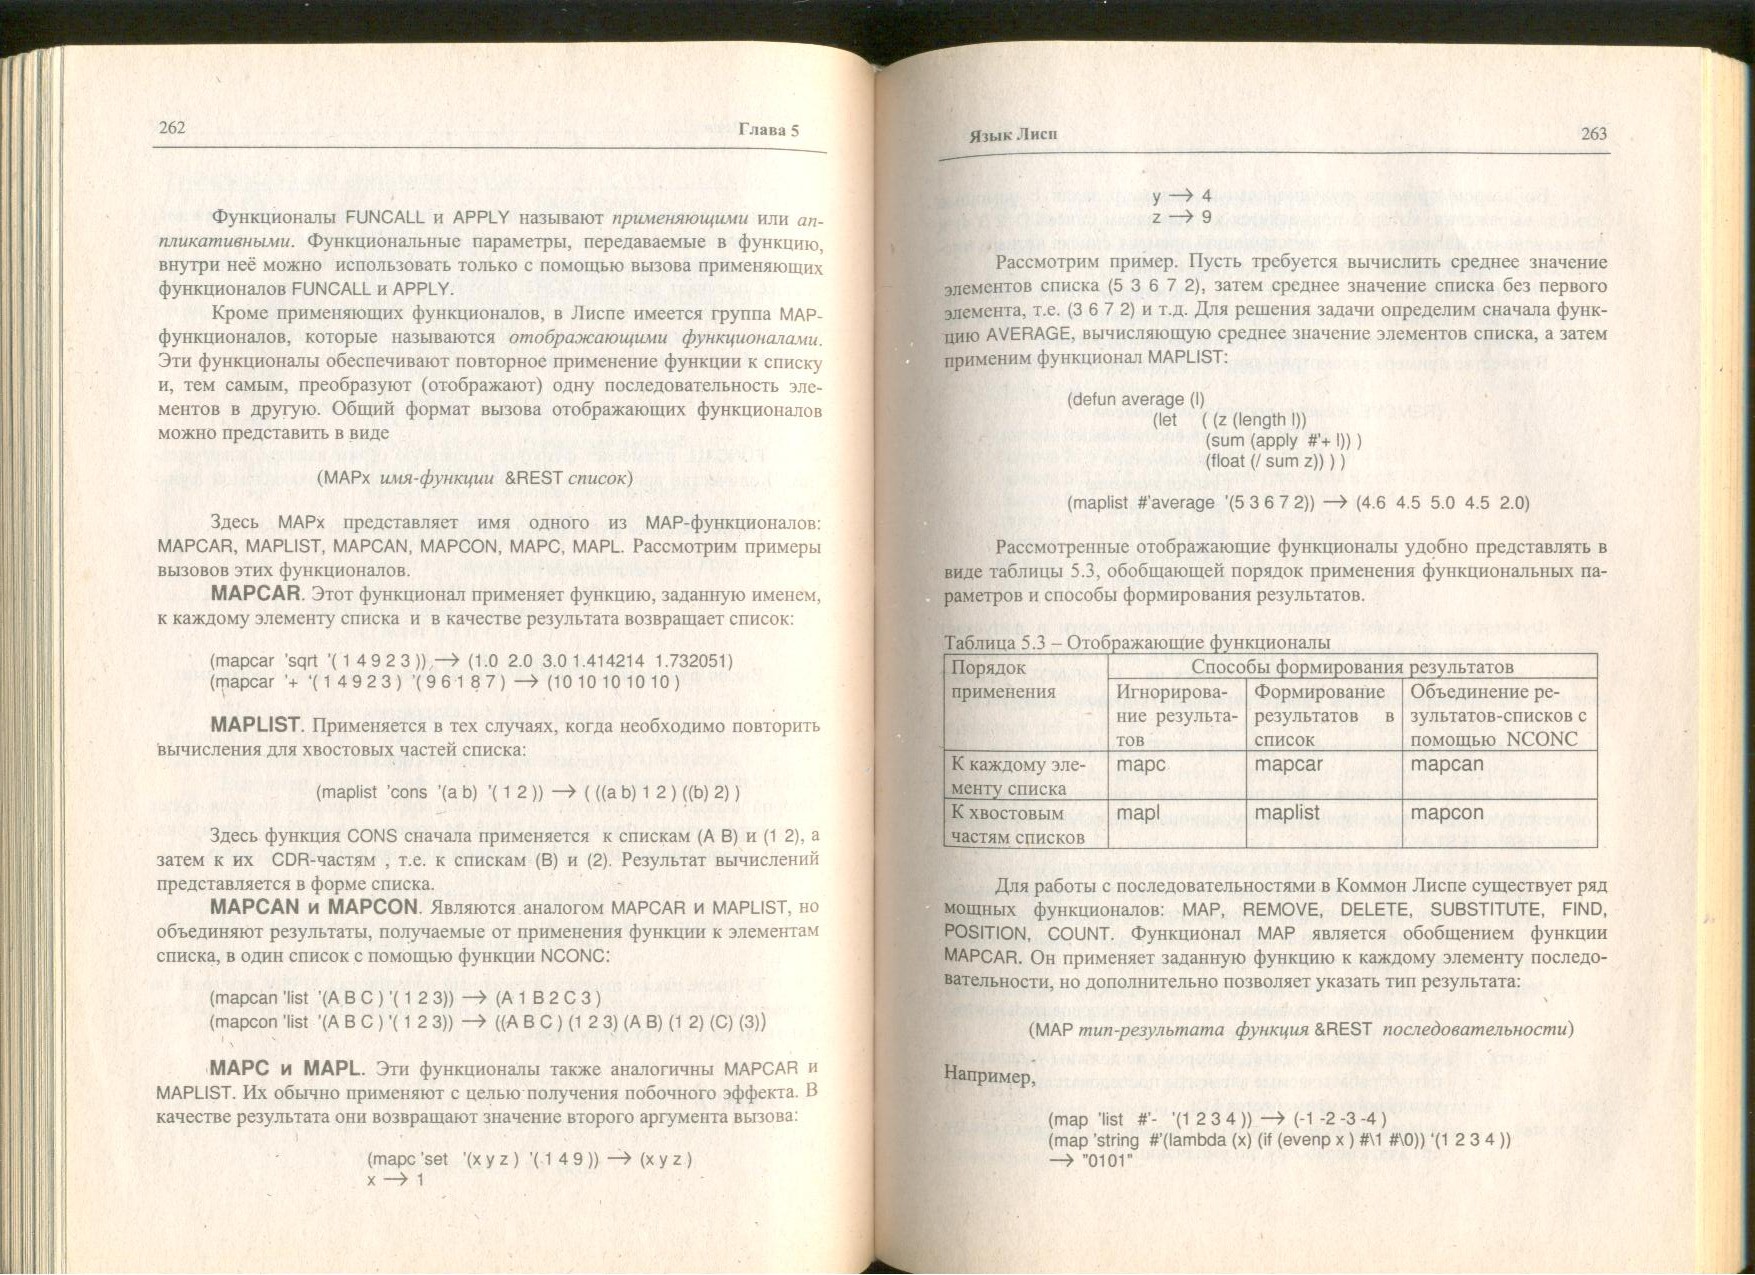 262
Глава 5
Функционалы FUNCALL и APPLY называют применяющими или ап-
пликативными. Функциональные параметры, передаваемые в функцию,
внутри неё можно использовать только с помощью вызова применяющих
функционалов FUNCALL и APPLY.
Кроме применяющих функционалов, в Лиспе имеется группа MAP-
функционалов, которые называются отображающими функционалами.
Эти функционалы обеспечивают повторное применение функции к списку
и, тем самым, преобразуют (отображают) одну последовательность эле-
ментов в другую. Общий формат вызова отображающих функционалов
можно представить в виде
(MAPx имя-функции &REST список)
Здесь MAPx представляет имя одного из MAP-функционалов:
MAPCAR, MAPLIST, MAPCAN, MAPCON, MAPC, MAPL. Рассмотрим примеры
вызовов этих функционалов.
MAPCAR. Этот функционал применяет функцию, заданную именем,
к каждому элементу списка и в качестве результата возвращает список:
(mapcar 'sqrt '( 1 4 9 2 3 )) → (1.0 2.0 3.0 1.414214 1.732051)
(mapcar '+ '( 1 4 9 2 3 ) '( 9 6 1 8 7 ) → (10 10 10 10 10 )
MAPLIST. Применяется в тех случаях, когда необходимо повторить
вычисления для хвостовых частей списка:
(maplist 'cons '(a b) '( 1 2 )) → ( ((a b) 1 2 ) ((b) 2) )
Здесь функция CONS сначала применяется к спискам (A B) и (1 2), а
затем к их CDR-частям , т.е. к спискам (B) и (2). Результат вычислений
представляется в форме списка.
MAPCAN и MAPCON. Являются аналогом MAPCAR и MAPLIST, но
объединяют результаты, получаемые от применения функции к элементам
списка, в один список с помощью функции NCONC:
(mapcan 'list '(A B C ) '( 1 2 3)) → (A 1 B 2 C 3 )
(mapcon 'list '(A B C ) '( 1 2 3)) → ((A B C ) (1 2 3) (A B) (1 2) (C) (3))
MAPC и MAPL. Эти функционалы также аналогичны MAPCAR и
MAPLIST. Их обычно применяют с целью получения побочного эффекта. В
качестве результата они возвращают значение второго аргумента вызова:
(mapc 'set '(x y z ) '( 1 4 9 )) → (x y z )
x → 1
Язык Лисп
263
y → 4
z → 9
Рассмотрим пример. Пусть требуется вычислить среднее значение
элементов списка (5 3 6 7 2), затем среднее значение списка без первого
элемента, т.е. (3 6 7 2) и т.д. Для решения задачи определим сначала функ-
цию AVERAGE, вычисляющую среднее значение элементов списка, а затем
применим функционал MAPLIST:
(defun average (l)
(let ( (z (length l))
(sum (apply #'+ l)) )
(float (/ sum z)) ) )
(maplist #'average '(5 3 6 7 2)) → (4.6 4.5 5.0 4.5 2.0)
Рассмотренные отображающие функционалы удобно представлять в
виде таблицы 5.3, обобщающей порядок применения функциональных па-
раметров и способы формирования результатов.
Таблица 5.3 – Отображающие функционалы
Порядок
применения
Способы формирования результатов
Игнорирова-
ние результа-
тов
Формирование
результатов в
список
Объединение ре-
зультатов-списков с
помощью NCONC
К каждому эле-
менту списка
mapc
mapcar
mapcan
К хвостовым
частям списков
mapl
maplist
mapcon
Для работы с последовательностями в Коммон Лиспе существует ряд
мощных функционалов: MAP, REMOVE, DELETE, SUBSTITUTE, FIND,
POSITION, COUNT. Функционал MAP является обобщением функции
MAPCAR. Он применяет заданную функцию к каждому элементу последо-
вательности, но дополнительно позволяет указать тип результата:
(MAP тип-результата функция &REST последовательности)
Например,
(map 'list #'- '(1 2 3 4 )) → (-1 -2 -3 -4 )
(map 'string #'(lambda (x) (if (evenp x ) #\1 #\0)) '(1 2 3 4 ))
→ "0101"